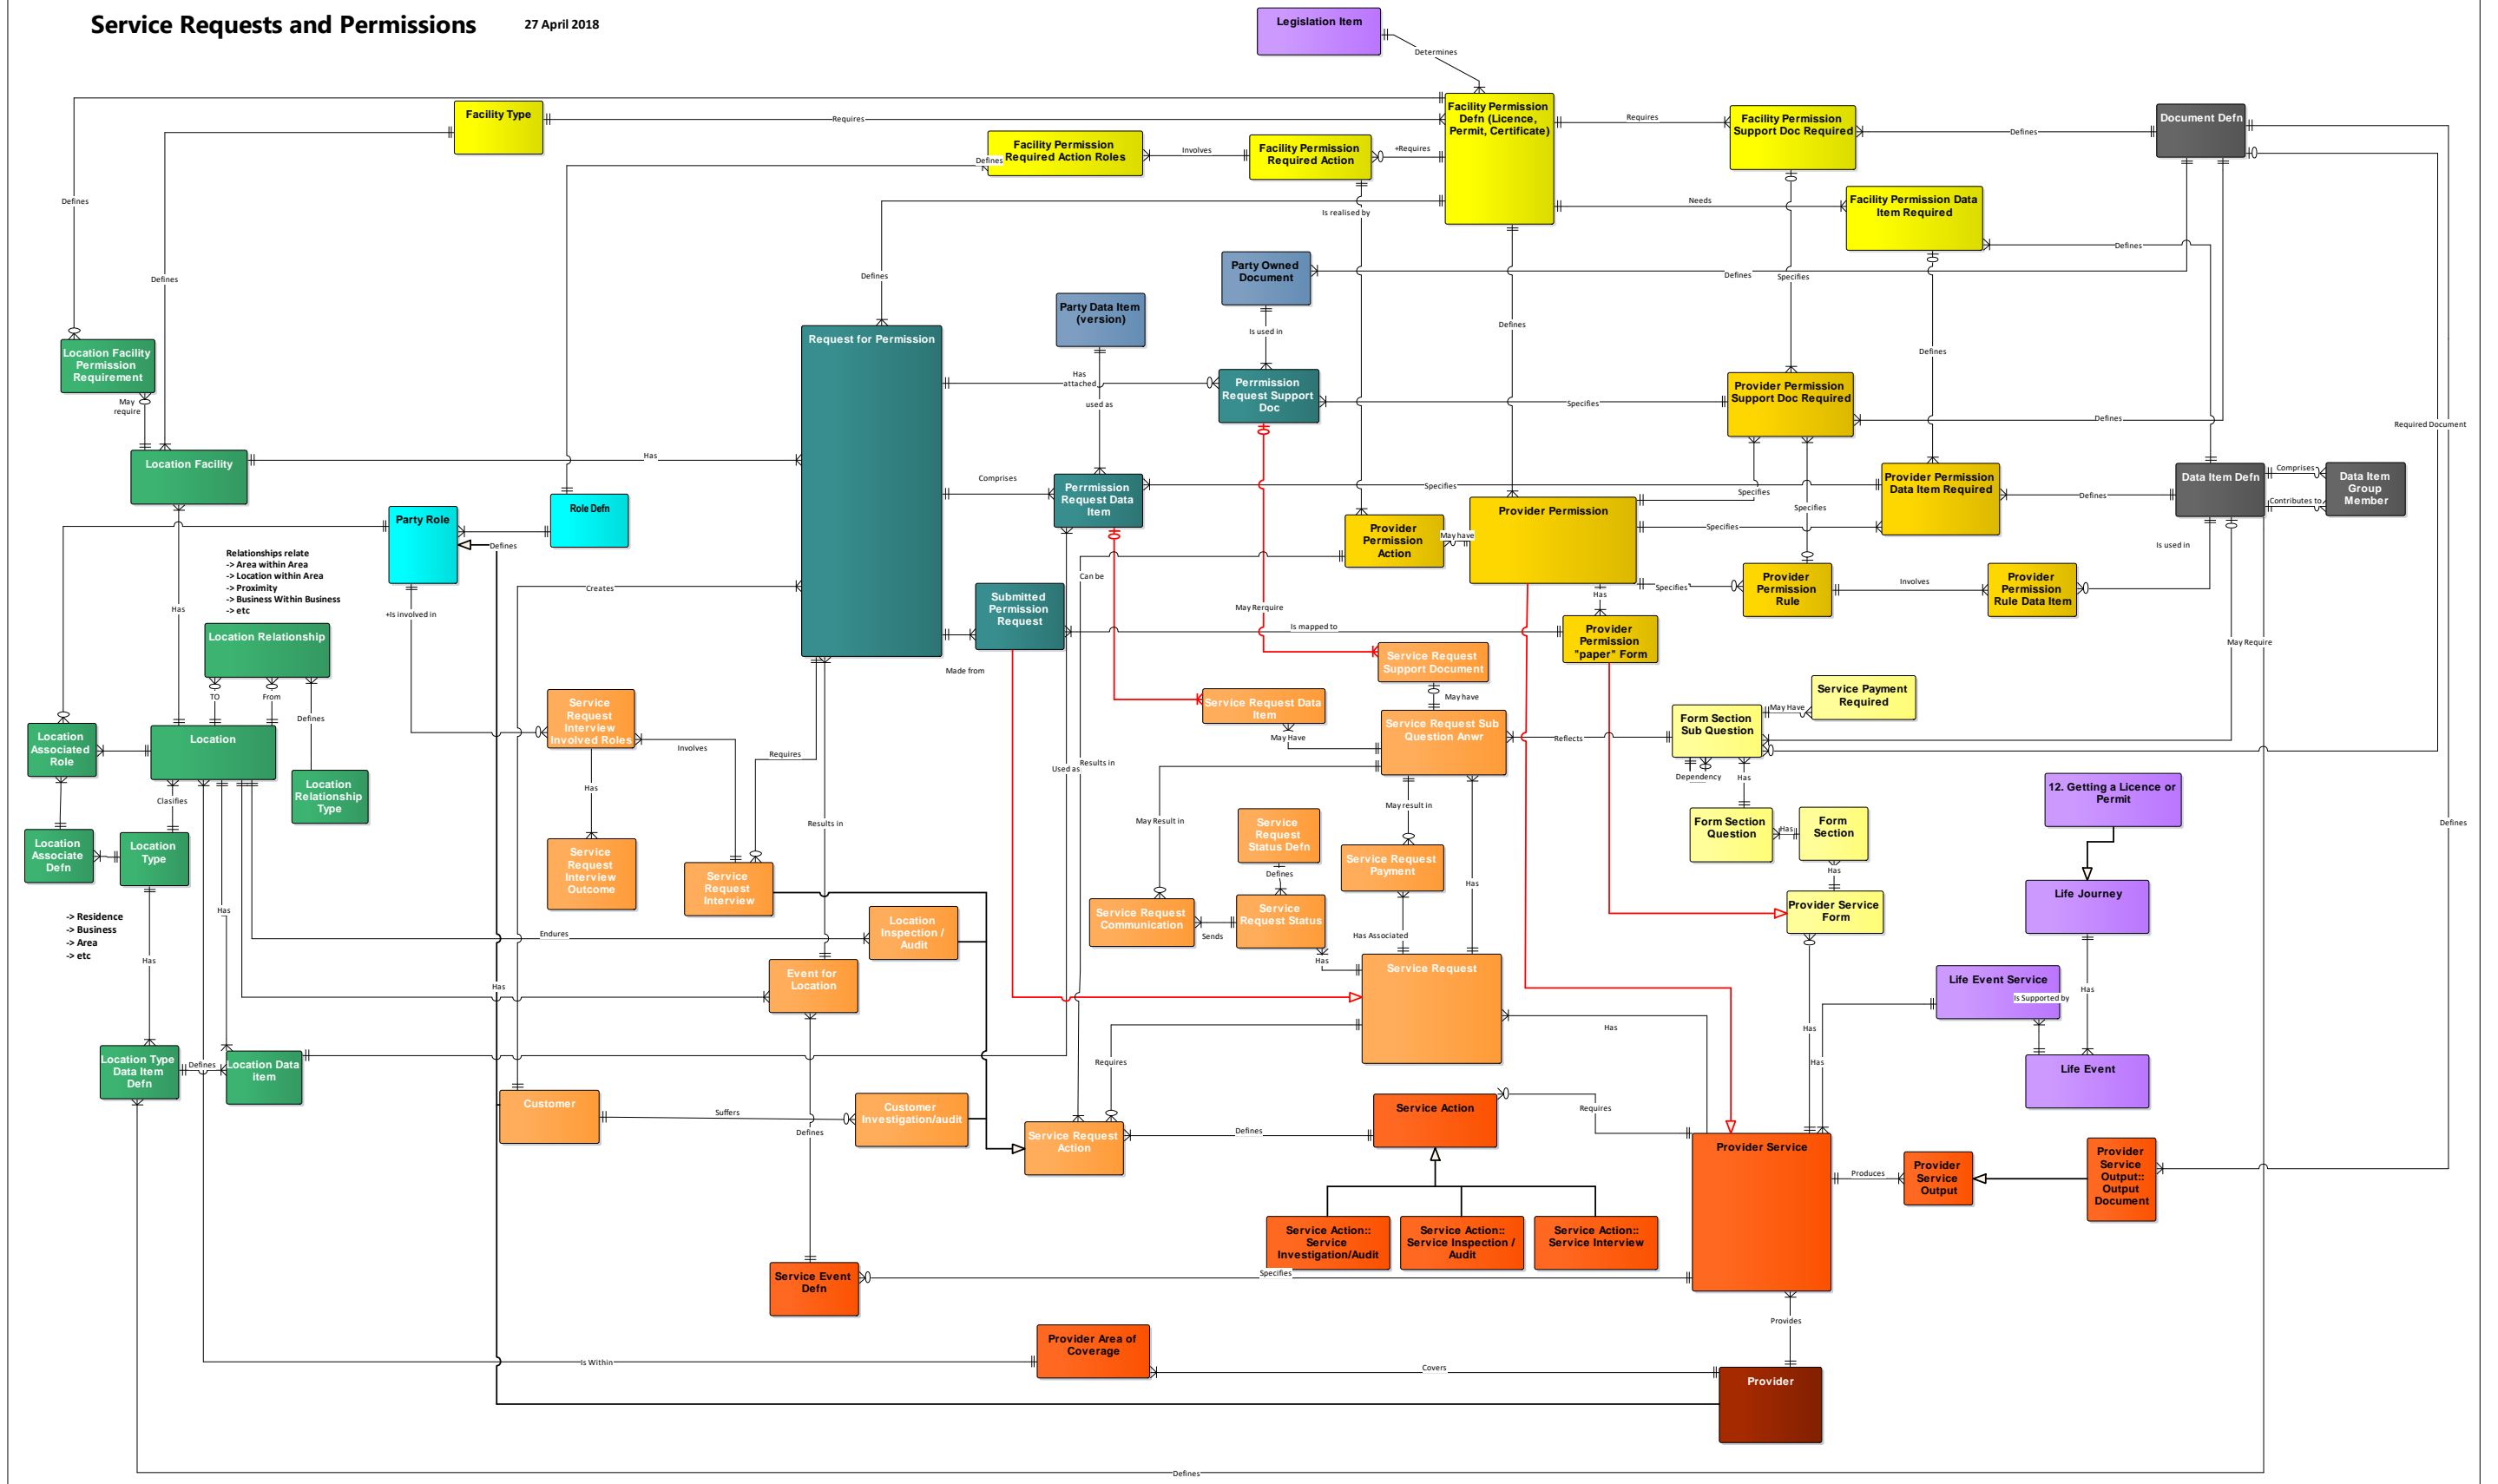 Service Requests and Permissions
27 April 2018
Legislation Item
Determines
Facility Type
Requires
Facility Permission
Defn (Licence,
Permit, Certificate)
Requires
Facility Permission
Support Doc Required
Defines
Document Defn
Facility Permission
Required Action Roles
Defines
Involves
Facility Permission
Required Action
+Requires
Defines
Is realised by
Needs
Facility Permission Data
Item Required
Defines
Defines
Defines
Party Owned
Document
Defines
Specifies
Party Data Item
(version)
Is used in
Defines
Defines
Request for Permission
Location Facility
Permission
Requirement
May
require
Has
attached
used as
Perrmission
Request Support
Doc
Specifies
Provider Permission
Support Doc Required
Defines
Required Document
Location Facility
Has
Comprises
Perrmission
Request Data
Item
Specifies
Specifies
Specifies
Provider Permission
Data Item Required
Defines
Data Item Defn
Comprises
Contributes to
Data Item
Group
Member
Party Role
Role Defn
Defines
Provider
Permission
Action
May have
Provider Permission
Specifies
Is used in
Relationships relate
-> Area within Area
-> Location within Area
-> Proximity
-> Business Within Business
-> etc
Has
+Is involved in
Creates
Can be
Submitted
Permission
Request
May Rerquire
Has
Specifies
Provider
Permission
Rule
Involves
Provider
Permission
Rule Data Item
Is mapped to
Provider
Permission
"paper" Form
May Require
Location Relationship
TO
From
Defines
Made from
Service Request
Support Document
May have
Service Request Data
Item
May Have
Service Request Sub
Question Anwr
Reflects
Form Section
Sub Question
May Have
Service Payment
Required
Dependency
Has
Location
Associated
Role
Location
Clasifies
Location
Relationship
Type
Service
Request
Interview
Involved Roles
Involves
Requires
Has
Used as
Results in
12. Getting a Licence or
Permit
Location
Associate
Defn
Location
Type
Service
Request
Interview
Outcome
Results in
Service
Request
Interview
May Result in
May result in
Service
Request
Status Defn
Defines
Service Request
Payment
Has
Form Section
Question
Has
Form
Section
Has
Defines
-> Residence
-> Business
-> Area
-> etc
Has
Has
Endures
Location
Inspection /
Audit
Service Request
Communication
Sends
Service
Request Status
Has
Has Associated
Provider Service
Form
Life Journey
Has
Event for
Location
Service Request
Has
Has
Has
Life Event Service
Is Supported by
Has
Location Type
Data Item
Defn
Defines
Location Data
item
Requires
Life Event
Customer
Suffers
Customer
Investigation/audit
Defines
Service Request
Action
Defines
Service Action
Requires
Provider Service
Produces
Provider
Service
Output
Provider
Service
Output::
Output
Document
Service Action::
Service
Investigation/Audit
Service Action::
Service Inspection /
Audit
Service Action::
Service Interview
Service Event
Defn
Specifies
Provides
Provider Area of
Coverage
Is Within
Covers
Provider
Defines